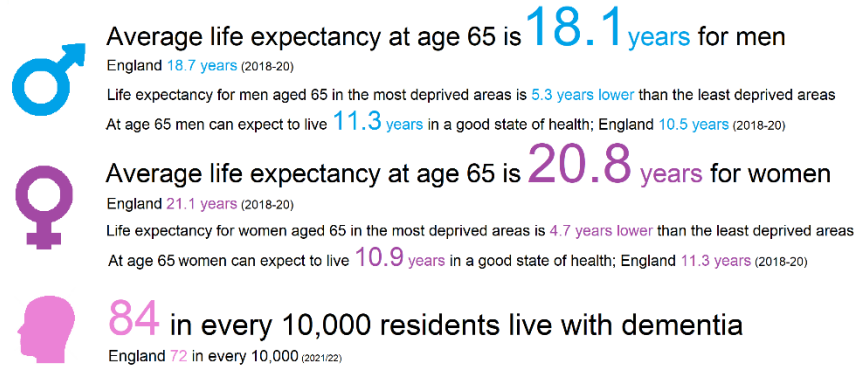 Average life expectancy at age 65 is 18.1 years for men
England 18.7 years (2018-20)
Life expectancy for men aged 65 in the most deprived areas is 5.3 years lower than the least deprived areas
At age 65 men can expect to live 11.3 years in a good state of health; England 10.5 years (2018-20)
Average life expectancy at age 65 is 20.8 years for women
England 21.1 years (2018-20)
Life expectancy for women aged 65 in the most deprived areas is 4.7 years lower than the least deprived areas
At age 65 women can expect to live 10.9 years in a good state of health; England 11.3 years (2018-20)
84 in every 10,000 residents live with dementia
England 72 in every 10,000 (2021/22)